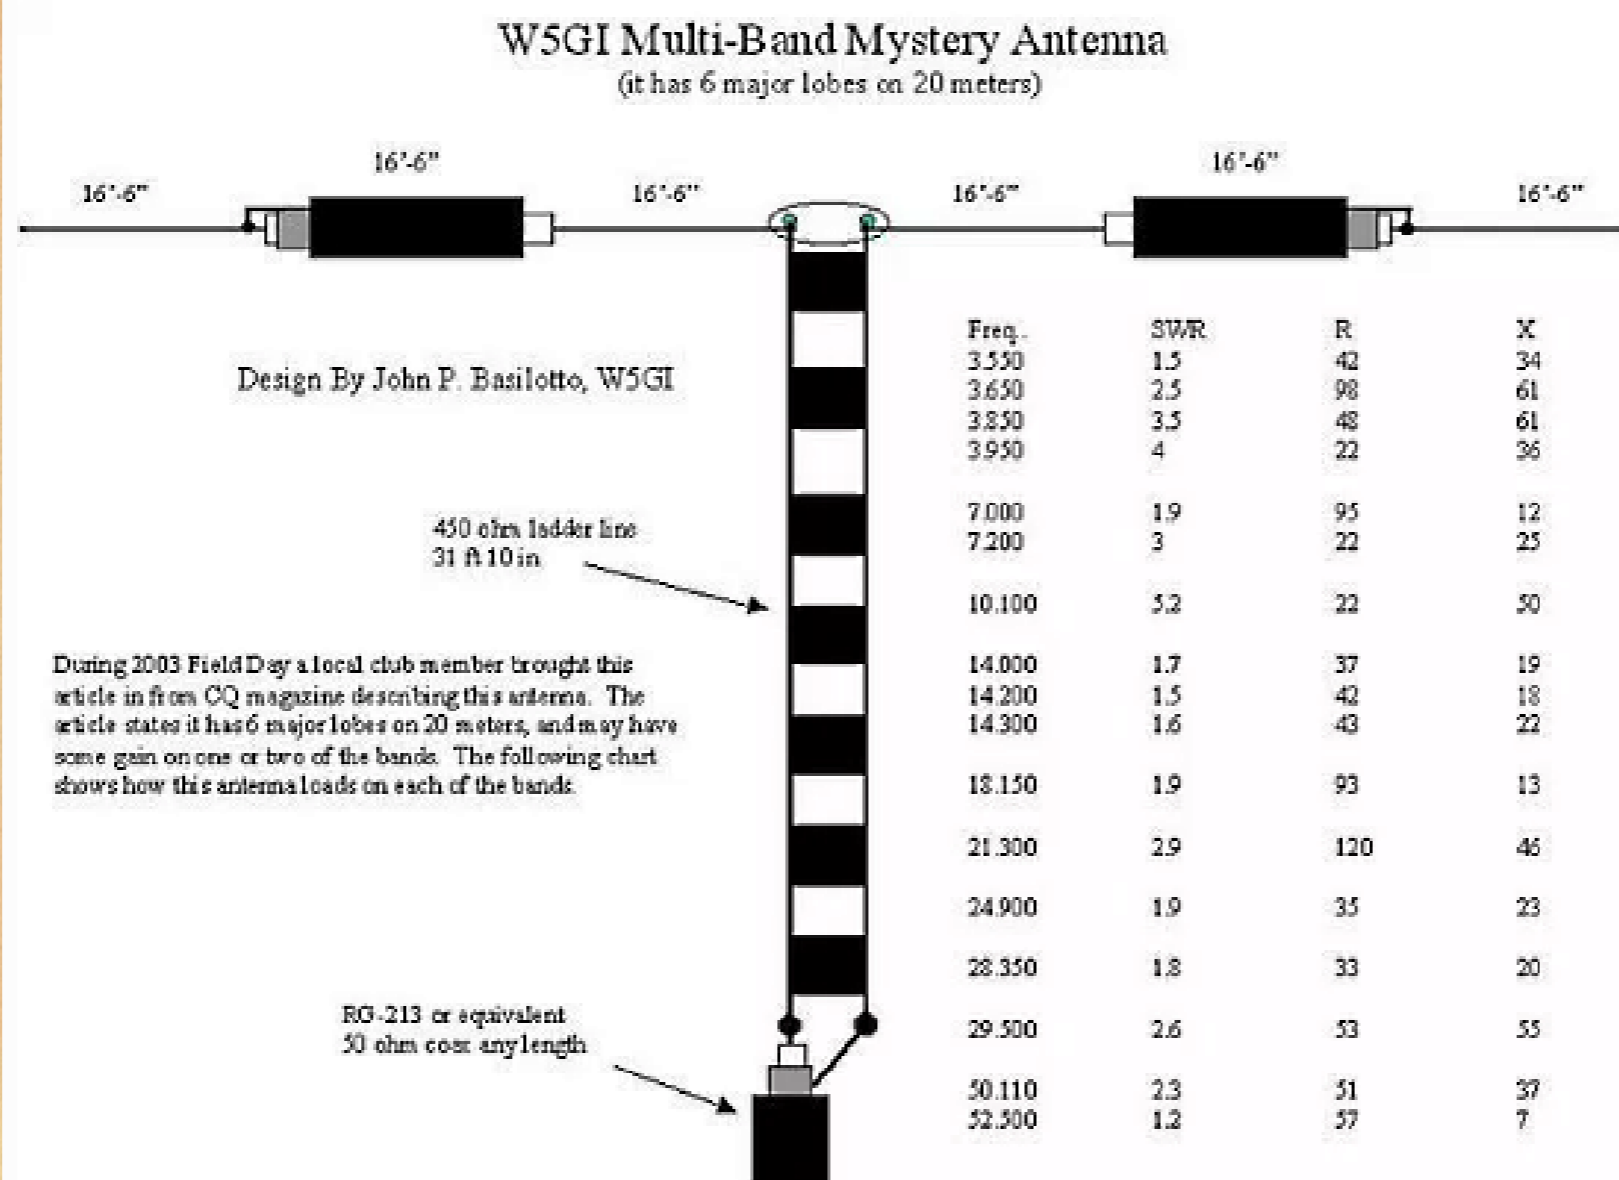 W5GI Multi-Band Mystery Antenna
(it has 6 major lobes on 20 meters)
16'-6" 16'-6"
16'-6" 16'-6" 16'-6" 16'-6"
Design By John P. Basilotto, W5GI
450 ohm ladder line
31 ft 10 in
During 2003 Field Day a local club member brought this
article in from CQ magazine describing this antenna. The
article states it has 6 major lobes on 20 meters, and may have
some gain on one or two of the bands. The following chart
shows how this antenna loads on each of the bands.
RG-213 or equivalent
50 ohm coax any length
Freq.. SWR R X
3.550 1.5 42 34
3.650 2.5 98 61
3.850 3.5 48 61
3.950 4 22 36
7.000 1.9 95 12
7.200 3 22 25
10.100 5.2 22 50
14.000 1.7 37 19
14.200 1.5 42 18
14.300 1.6 43 22
18.150 1.9 93 13
21.300 2.9 120 46
24.900 1.9 35 23
28.350 1.8 33 20
29.500 2.6 53 55
50.110 2.3 51 37
52.500 1.2 57 7